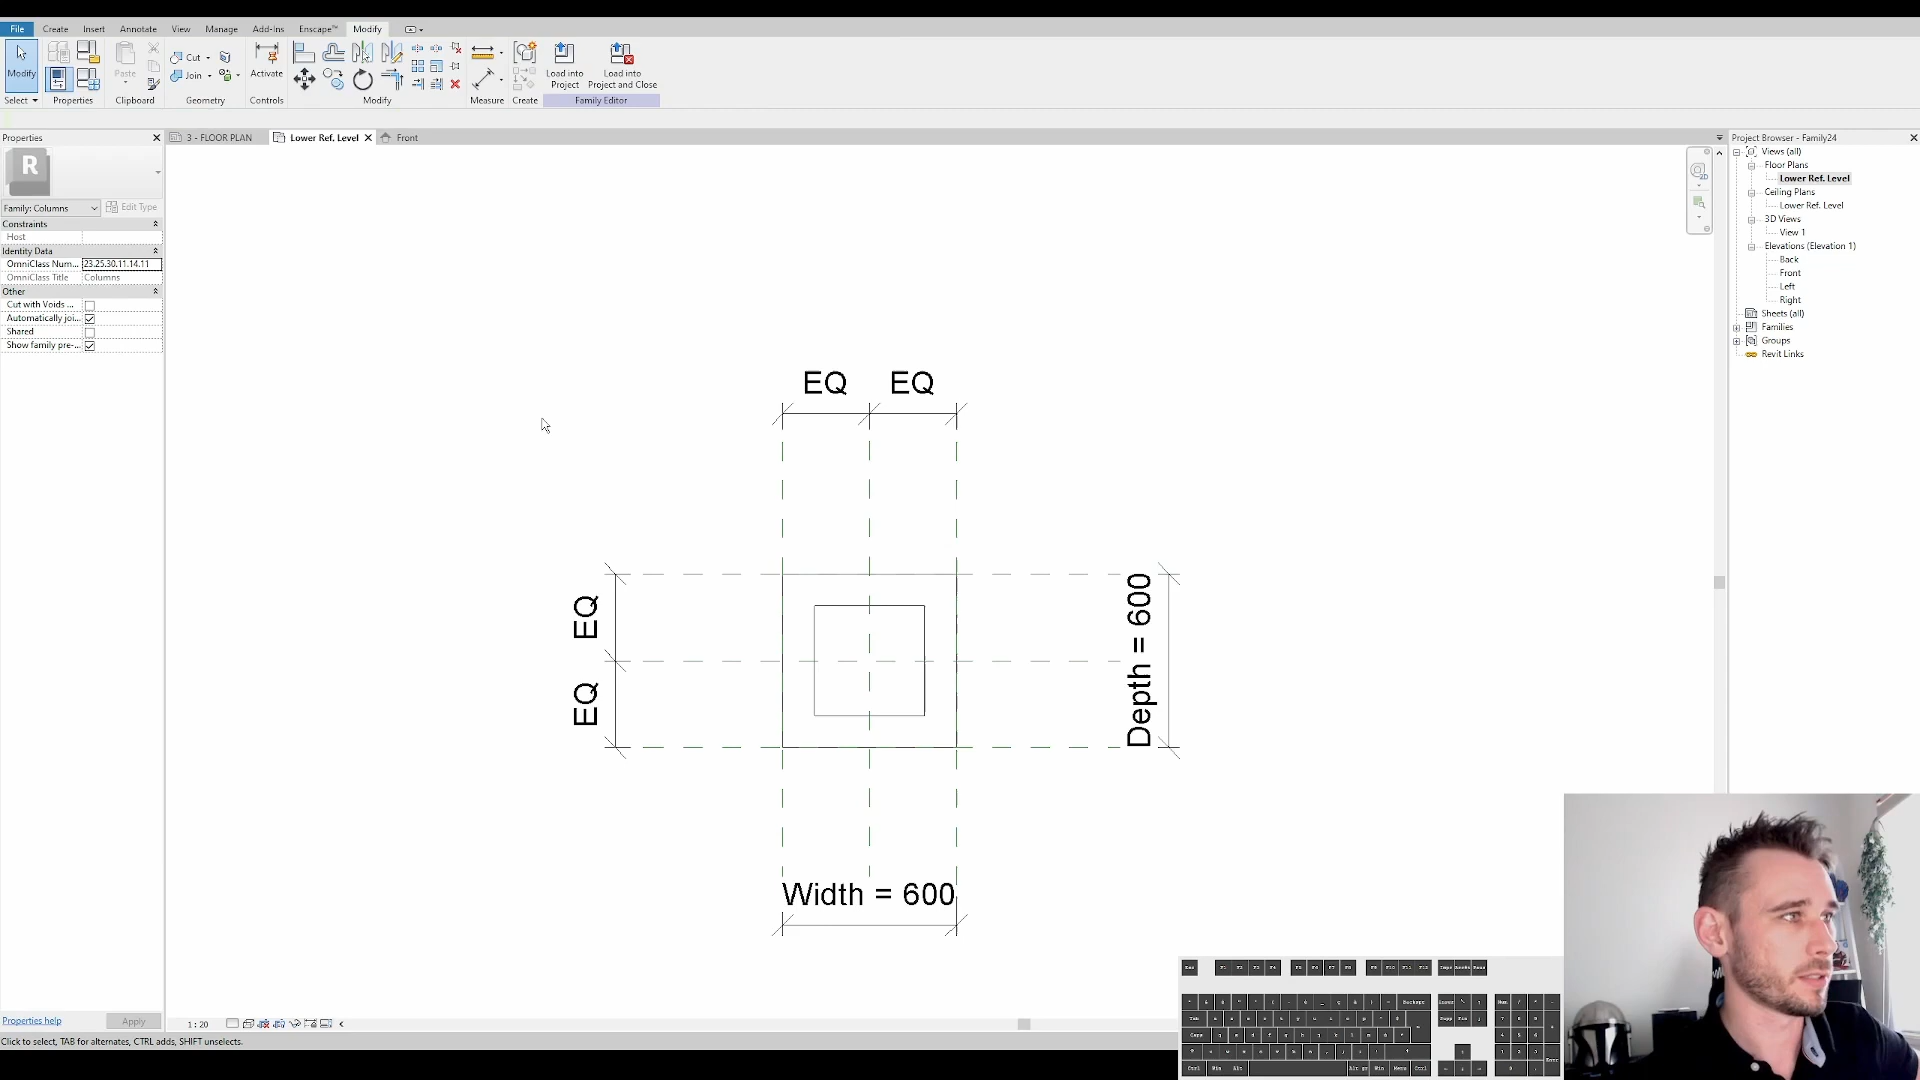 File Create Insert Annotate View Manage Add-Ins Enscape™ Modify
Modify
Paste
Cut
Join
Activate
Load into Project
Load into Project and Close
Select Properties Clipboard Geometry Controls Modify Measure Create Family Editor
Properties
3 - FLOOR PLAN
Lower Ref. Level
Front
Project Browser - Family24
R
Family: Columns
Edit Type
Constraints
Host
Identity Data
OmniClass Num... 23.25.30.11.14.11
OmniClass Title Columns
Other
Cut with Voids ...
Automatically joi...
Shared
Show family pre-...
Views (all)
Floor Plans
Lower Ref. Level
Ceiling Plans
Lower Ref. Level
3D Views
View 1
Elevations (Elevation 1)
Back
Front
Left
Right
Sheets (all)
Families
Groups
Revit Links
EQ EQ
EQ
EQ
Depth = 600
Width = 600
Properties help
Apply
1 : 20
Click to select, TAB for alternates, CTRL adds, SHIFT unselects.